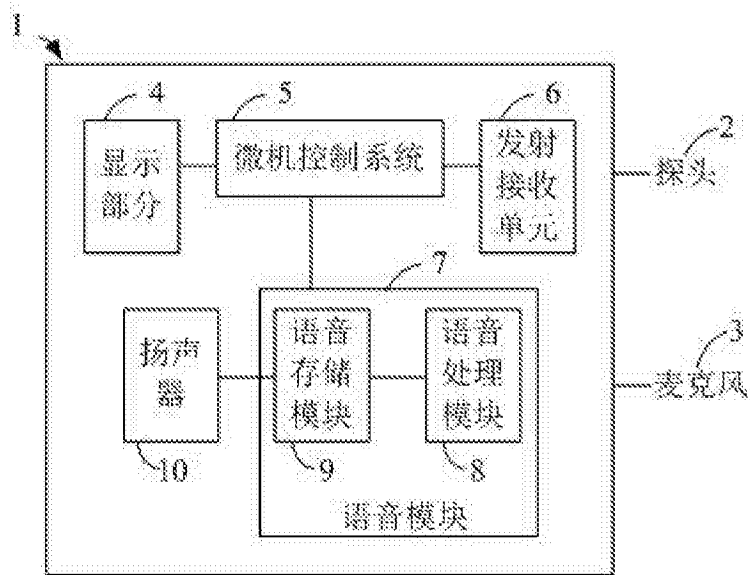 1
4
5
6
2
显示
部分
微机控制系统
发射
接收
单元
探头
7
3
扬声
器
语音
存储
模块
语音
处理
模块
麦克风
10
9
8
语音模块